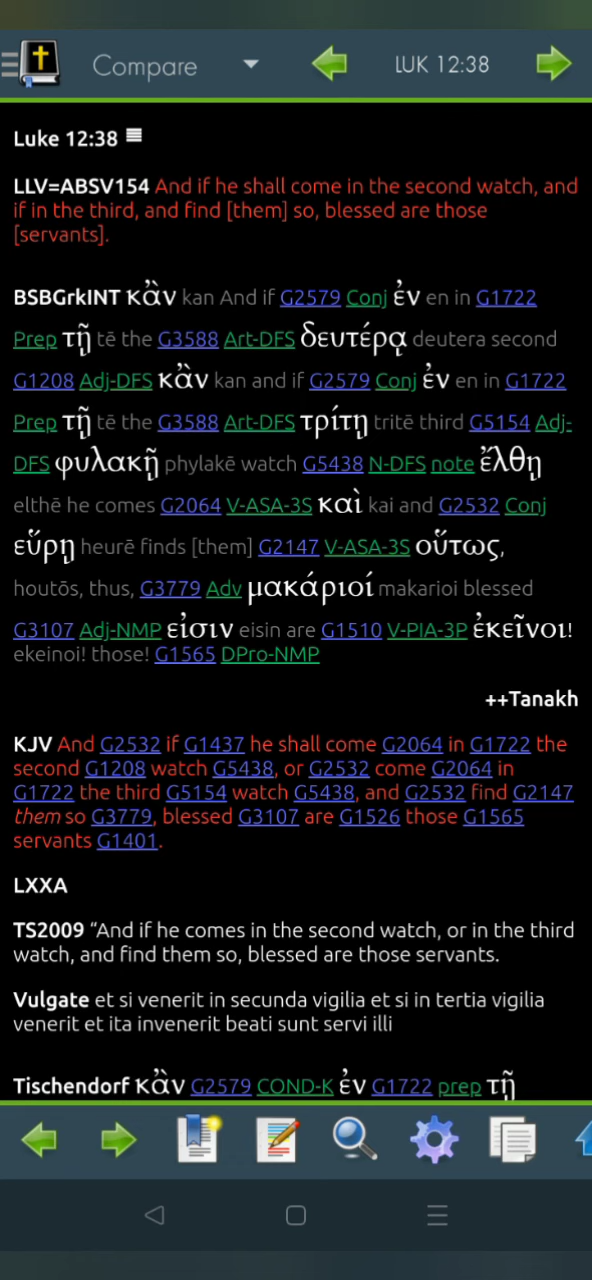 Compare
LUK 12:38
Luke 12:38
LLV=ABSV154 And if he shall come in the second watch, and
if in the third, and find [them] so, blessed are those
[servants].
BSBGrkINT κἂν kan And if G2579 Conj ἐν en in G1722
Prep τῇ tē the G3588 Art-DFS δευτέρᾳ deutera second
G1208 Adj-DFS κἂν kan and if G2579 Conj ἐν en in G1722
Prep τῇ tē the G3588 Art-DFS τρίτῃ tritē third G5154 Adj-
DFS φυλακῇ phylakē watch G5438 N-DFS note ἔλθῃ
elthē he comes G2064 V-ASA-3S καὶ kai and G2532 Conj
εὕρῃ heurē finds [them] G2147 V-ASA-3S οὕτως,
houtōs, thus, G3779 Adv μακάριοί makarioi blessed
G3107 Adj-NMP εἰσιν eisin are G1510 V-PIA-3P ἐκεῖνοι!
ekeinoi! those! G1565 DPro-NMP
++Tanakh
KJV And G2532 if G1437 he shall come G2064 in G1722 the
second G1208 watch G5438, or G2532 come G2064 in
G1722 the third G5154 watch G5438, and G2532 find G2147
them so G3779, blessed G3107 are G1526 those G1565
servants G1401.
LXXA
TS2009 “And if he comes in the second watch, or in the third
watch, and find them so, blessed are those servants.
Vulgate et si venerit in secunda vigilia et si in tertia vigilia
venerit et ita invenerit beati sunt servi illi
Tischendorf κἂν G2579 COND-K ἐν G1722 prep τῇ